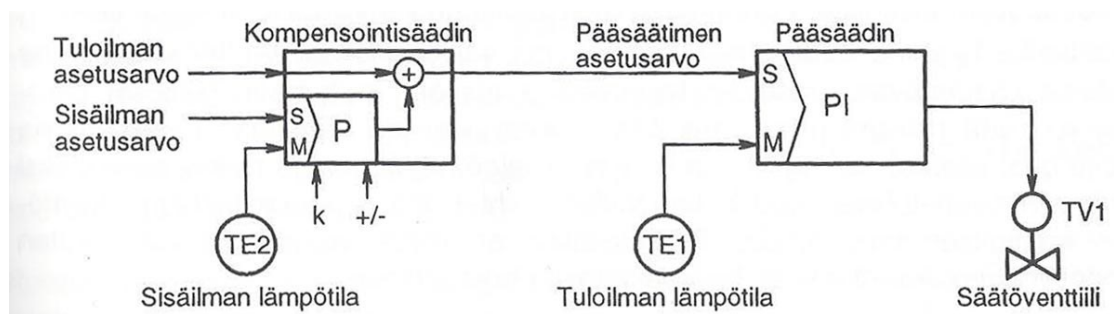 Tuloilman
asetusarvo
Kompensointisäädin
Pääsäätimen
asetusarvo
Pääsäädin
Sisäilman
asetusarvo
+
S
M
P
k
+/-
S
M
PI
TE2
TE1
TV1
Sisäilman lämpötila
Tuloilman lämpötila
Säätöventtiili